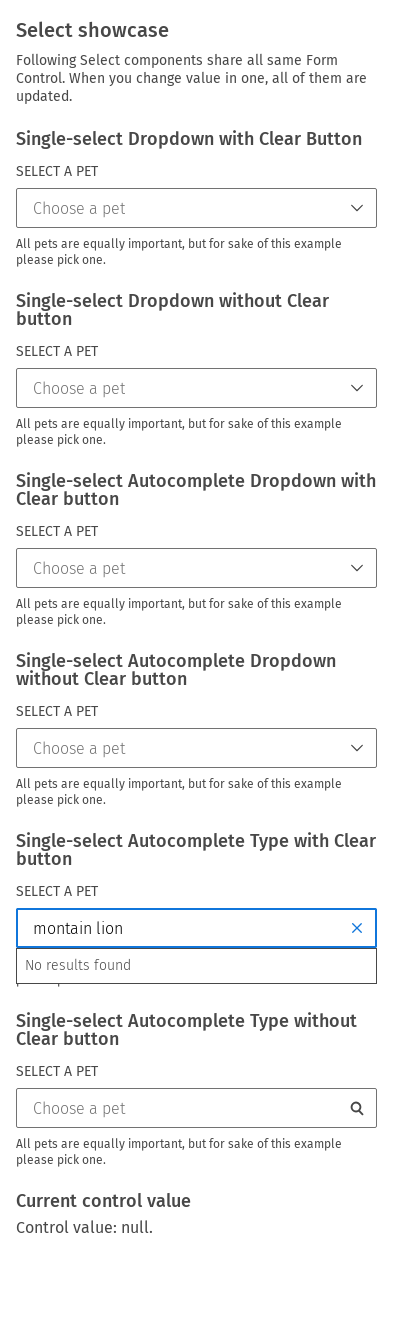 Select showcase
Following Select components share all same Form
Control. When you change value in one, all of them are
updated.
Single-select Dropdown with Clear Button
SELECT A PET
Choose a pet
All pets are equally important, but for sake of this example
please pick one.
Single-select Dropdown without Clear
button
SELECT A PET
Choose a pet
All pets are equally important, but for sake of this example
please pick one.
Single-select Autocomplete Dropdown with
Clear button
SELECT A PET
Choose a pet
All pets are equally important, but for sake of this example
please pick one.
Single-select Autocomplete Dropdown
without Clear button
SELECT A PET
Choose a pet
All pets are equally important, but for sake of this example
please pick one.
Single-select Autocomplete Type with Clear
button
SELECT A PET
montain lion
No results found
Single-select Autocomplete Type without
Clear button
SELECT A PET
Choose a pet
All pets are equally important, but for sake of this example
please pick one.
Current control value
Control value: null.